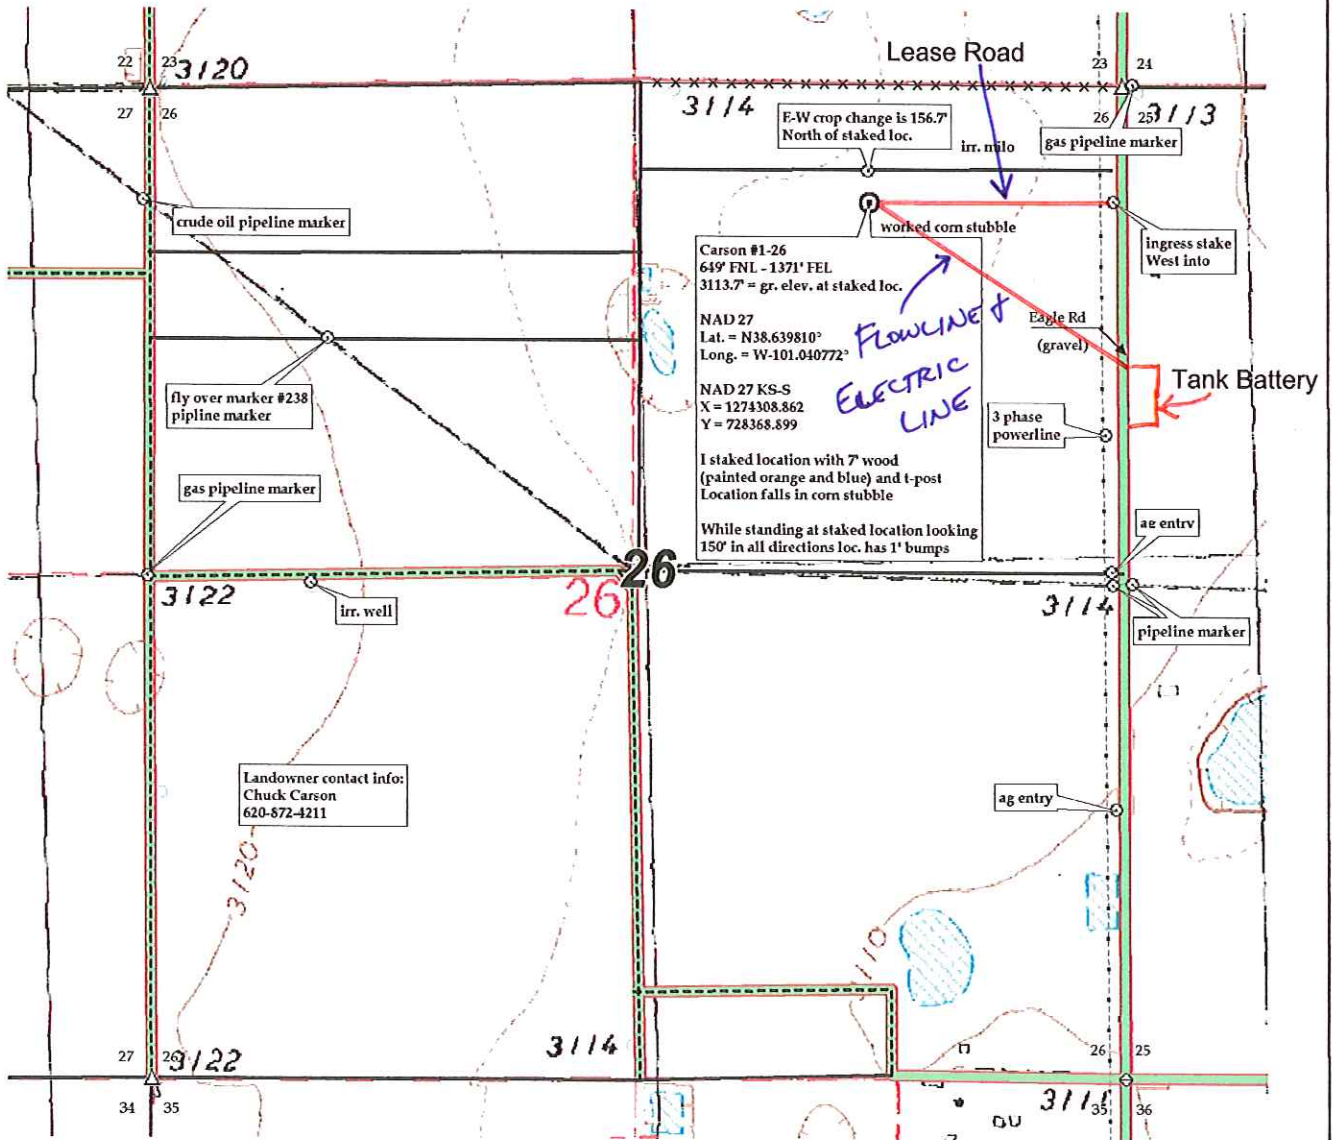 Lease Road
22
23
3120
27
26
3114
E-W crop change is 156.7'
North of staked loc.
irr. milo
23
24
26
25
3113
gas pipeline marker
crude oil pipeline marker
worked corn stubble
ingress stake
West into
Carson #1-26
649' FNL - 1371' FEL
3113.7' = gr. elev. at staked loc.
NAD 27
Lat. = N38.639810°
Long. = W-101.040772°
NAD 27 KS-S
X = 1274308.862
Y = 728368.899
I staked location with 7' wood
(painted orange and blue) and t-post
Location falls in corn stubble
While standing at staked location looking
150' in all directions loc. has 1' bumps
FLOWLINE &
ELECTRIC
LINE
Eagle Rd
(gravel)
Tank Battery
fly over marker #238
pipline marker
3 phase
powerline
gas pipeline marker
ag entry
26
26
3122
irr. well
3114
pipeline marker
Landowner contact info:
Chuck Carson
620-872-4211
ag entry
3120
3110
27
26
3122
3114
26
25
34
35
3111
35
36